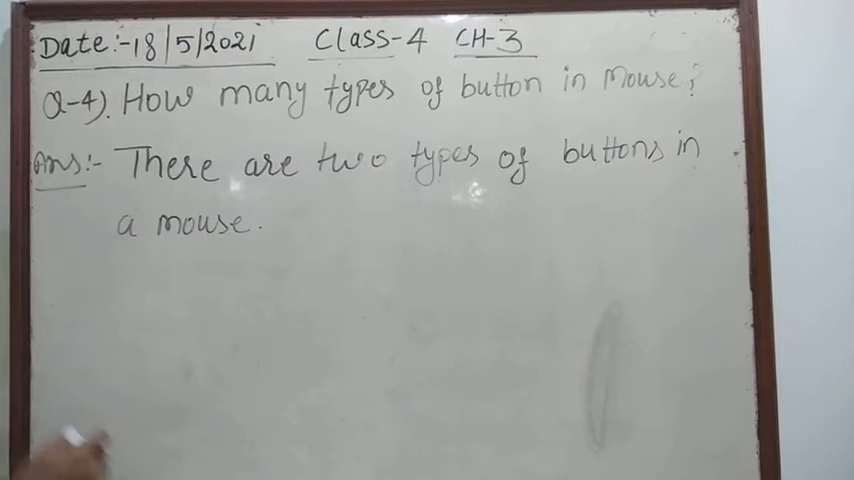 Date:-18/5/2021 Class-4 CH-3
Q-4). How many types of button in Mouse?
Ans:- There are two types of buttons in
a mouse.